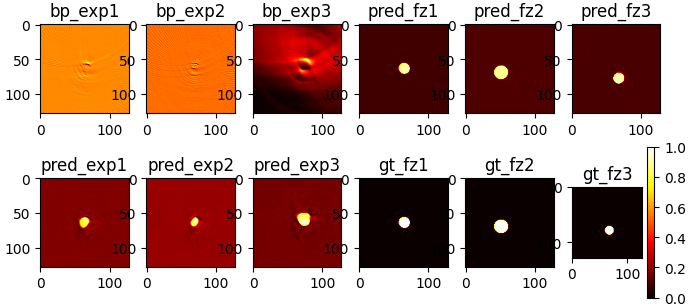 bp_exp1 bp_exp2 bp_exp3 pred_fz1 pred_fz2 pred_fz3
0 0 0 0 0 0
50 50 50 50 50 50
100 100 100 100 100 100
0 100 0 100 0 100 0 100 0 100 0 100
pred_exp1 pred_exp2 pred_exp3 gt_fz1 gt_fz2 gt_fz3
0 0 0 0 0 0
50 50 50 50 50
100 100 100 100 100
0 100 0 100 0 100 0 100 0 100 0 100
1.0
0.8
0.6
0.4
0.2
0.0